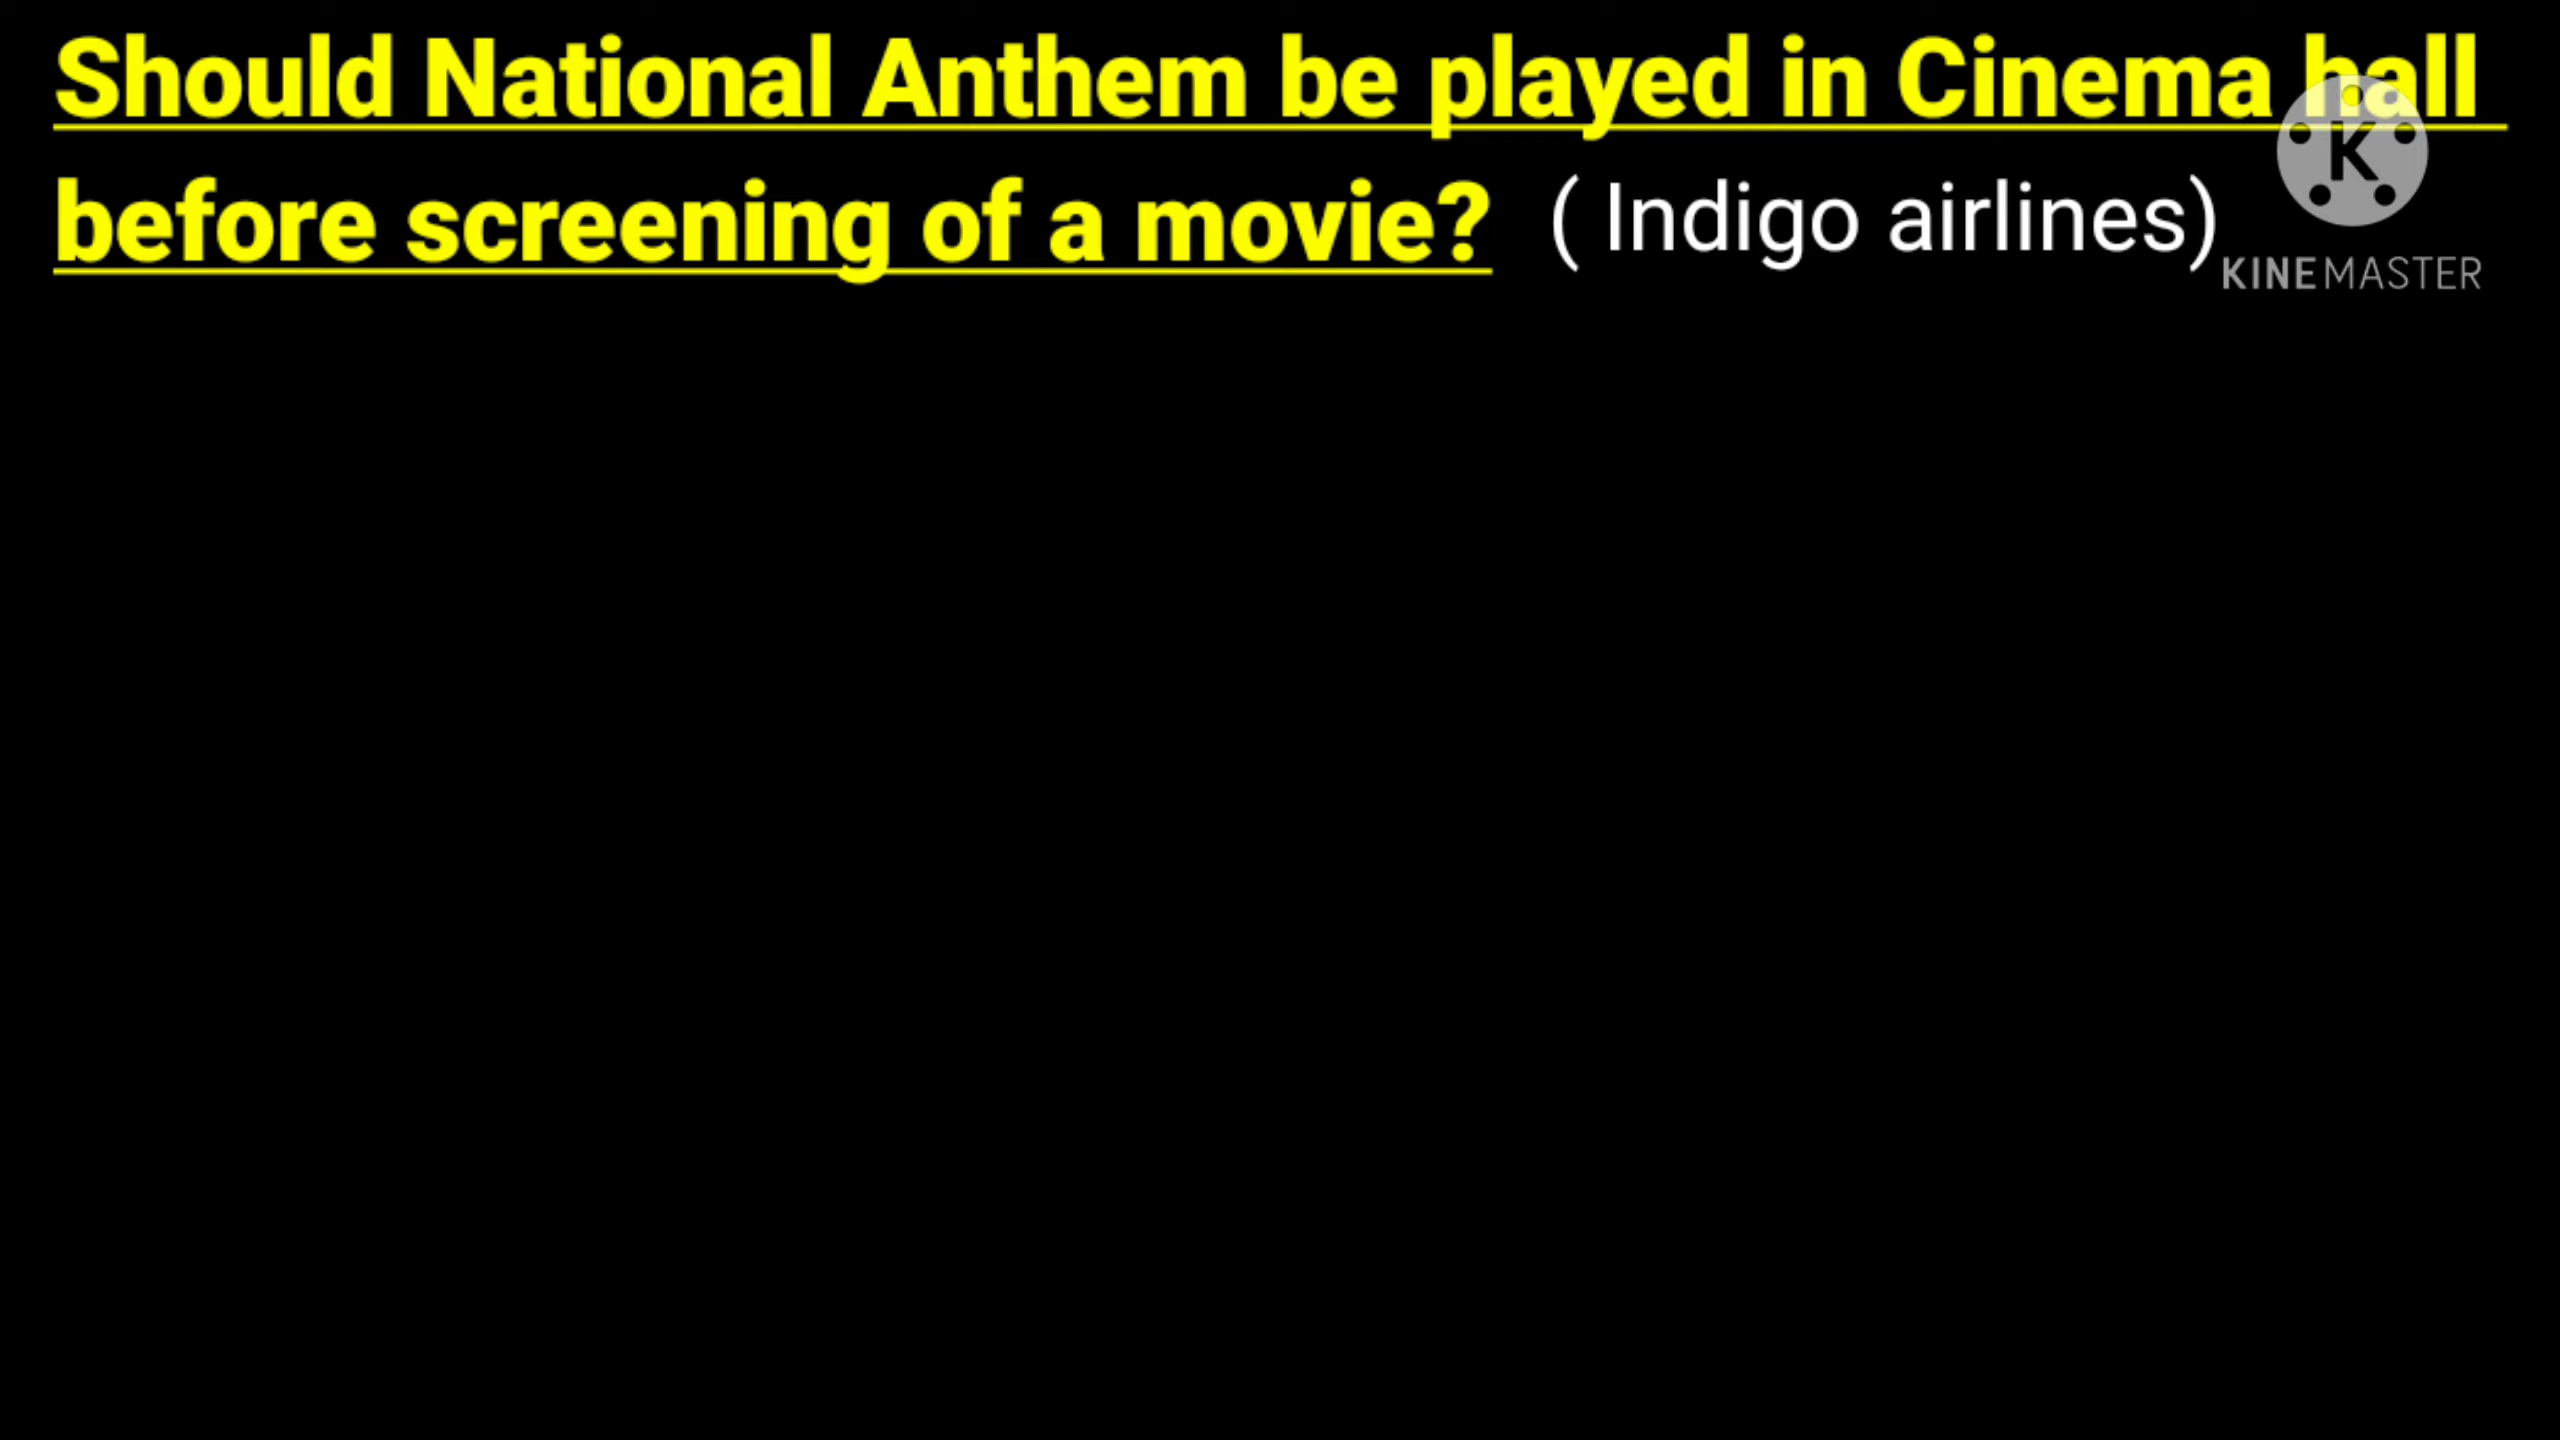 Should National Anthem be played in Cinema hall
before screening of a movie? ( Indigo airlines)
K
KINEMASTER